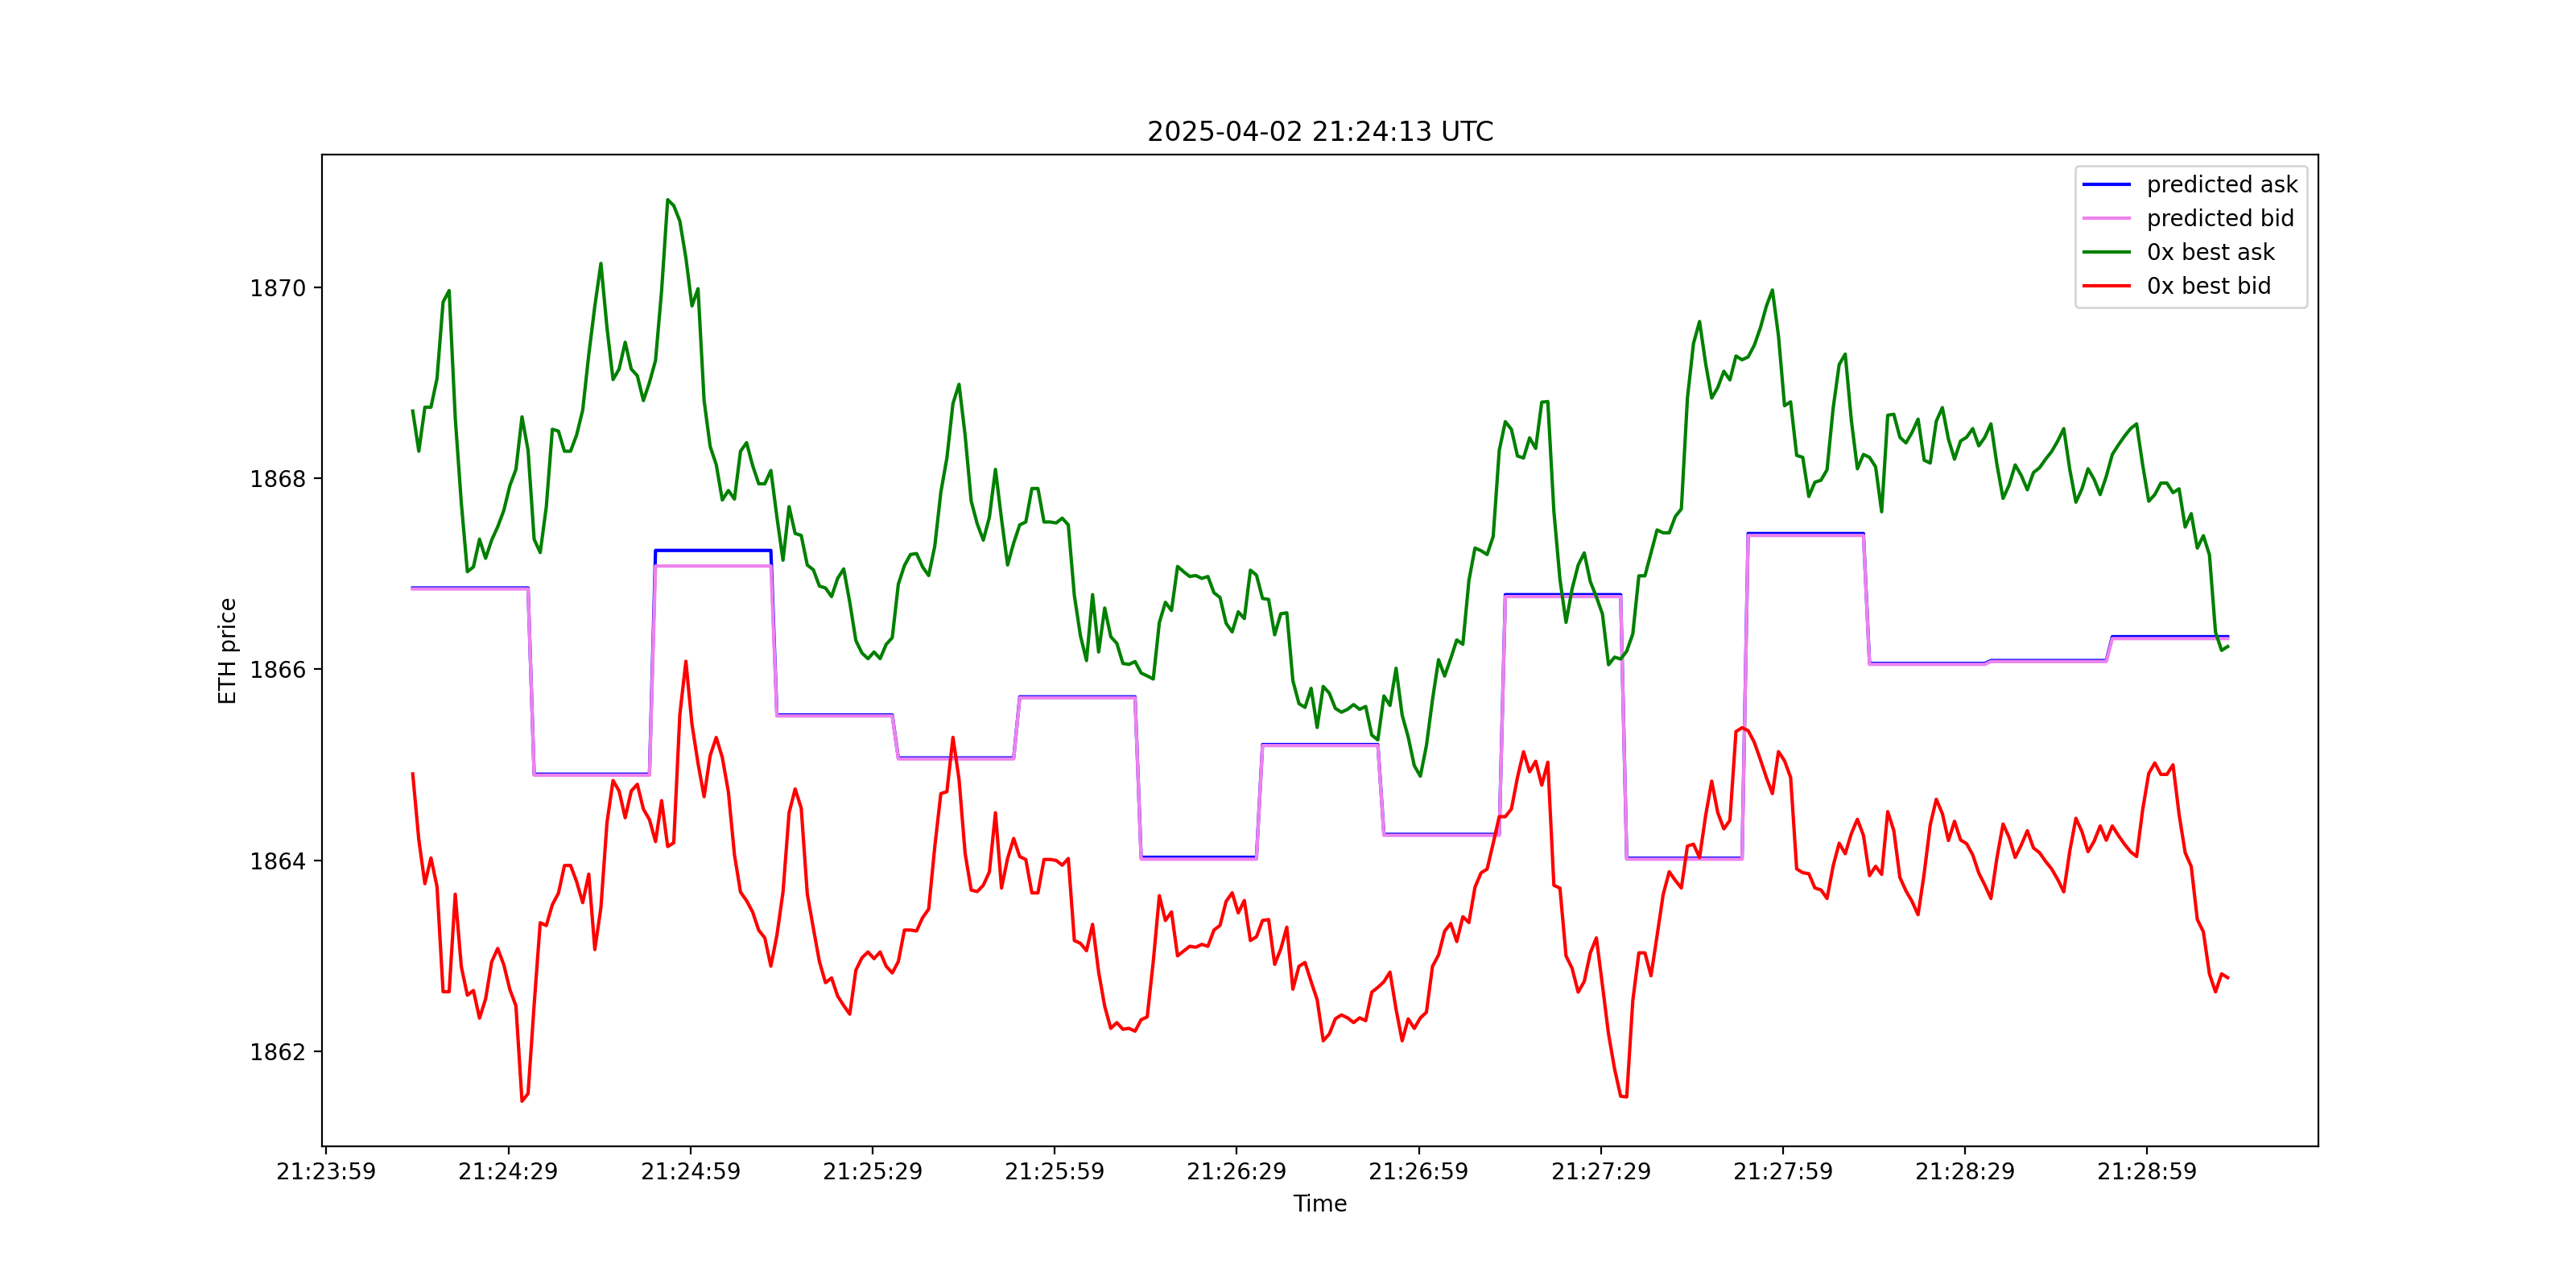 2025-04-02 21:24:13 UTC
predicted ask
predicted bid
0x best ask
0x best bid
ETH price
1870
1868
1866
1864
1862
21:23:59 21:24:29 21:24:59 21:25:29 21:25:59 21:26:29 21:26:59 21:27:29 21:27:59 21:28:29 21:28:59
Time